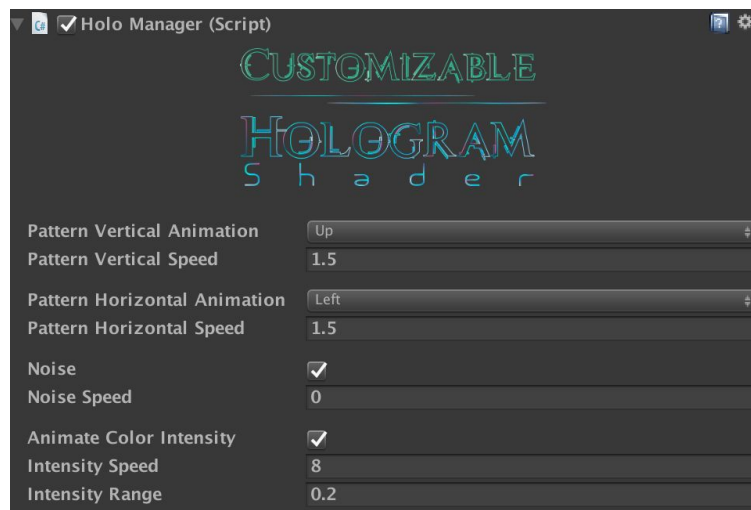 Holo Manager (Script)
CUSTOMIZABLE
HOLOGRAM
Shader
Pattern Vertical Animation Up
Pattern Vertical Speed 1.5
Pattern Horizontal Animation Left
Pattern Horizontal Speed 1.5
Noise
Noise Speed 0
Animate Color Intensity
Intensity Speed 8
Intensity Range 0.2